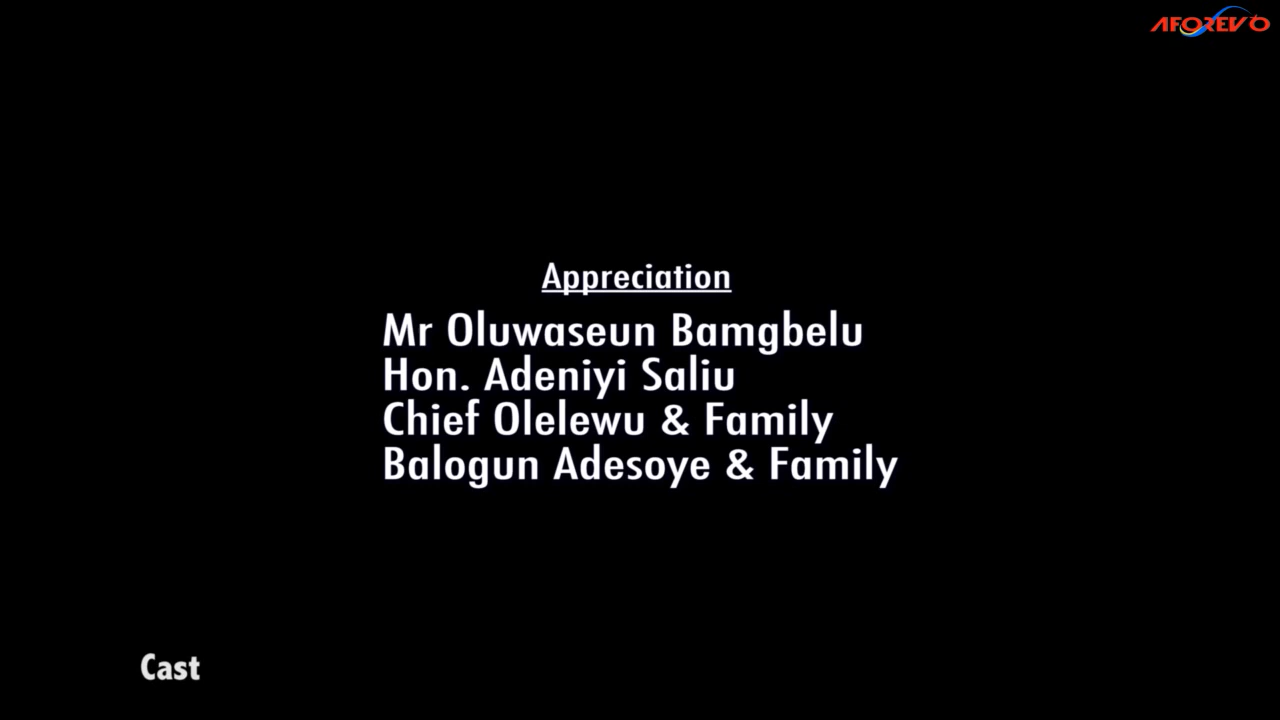 AFOREVO
Appreciation
Mr Oluwaseun Bamgbelu
Hon. Adeniyi Saliu
Chief Olelewu & Family
Balogun Adesoye & Family
Cast